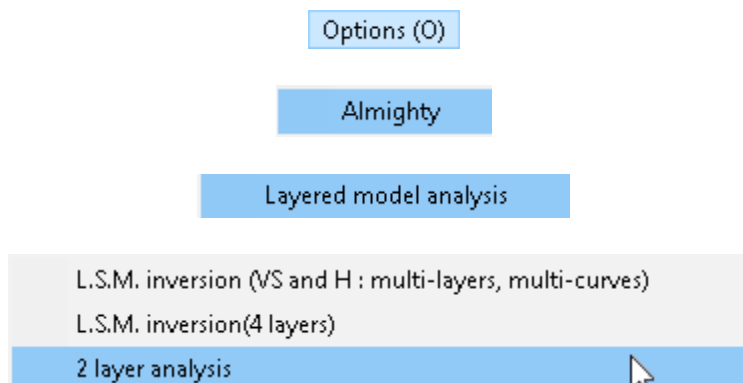 Options (O)
Almighty
Layered model analysis
L.S.M. inversion (VS and H : multi-layers, multi-curves)
L.S.M. inversion(4 layers)
2 layer analysis